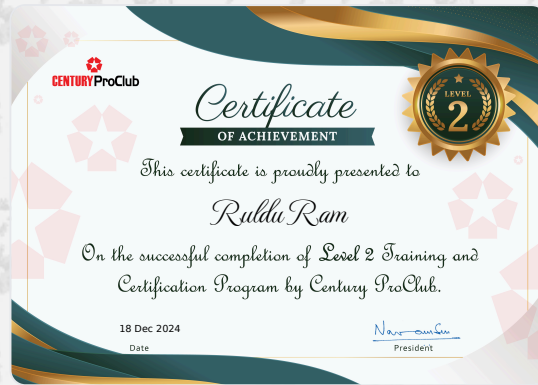 CENTURY ProClub
Certificate
OF ACHIEVEMENT
LEVEL
2
This certificate is proudly presented to
Ruldu Ram
On the successful completion of Level 2 Training and
Certification Program by Century ProClub.
18 Dec 2024
Date
President